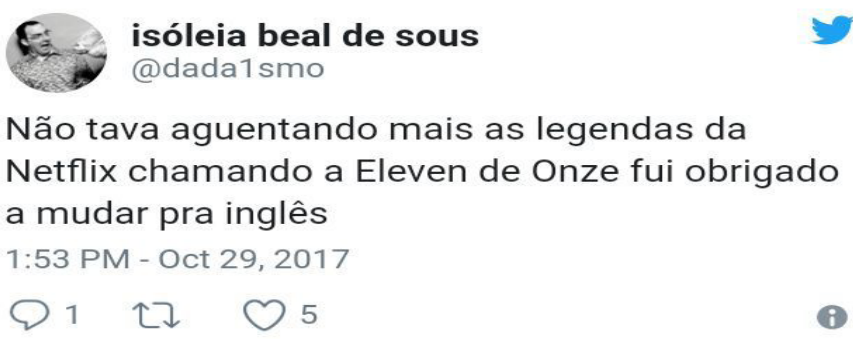 isóleia beal de sous
@dada1smo
Não tava aguentando mais as legendas da
Netflix chamando a Eleven de Onze fui obrigado
a mudar pra inglês
1:53 PM - Oct 29, 2017
1 5